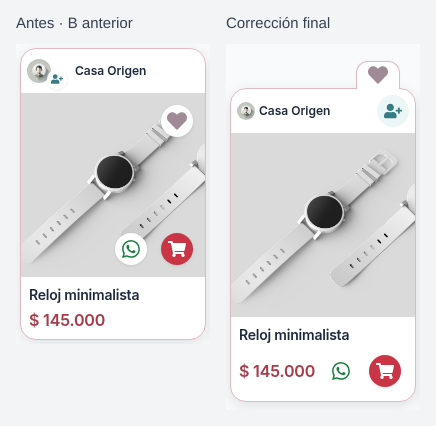 Antes · B anterior
Casa Origen
Reloj minimalista
$ 145.000
Corrección final
Casa Origen
Reloj minimalista
$ 145.000